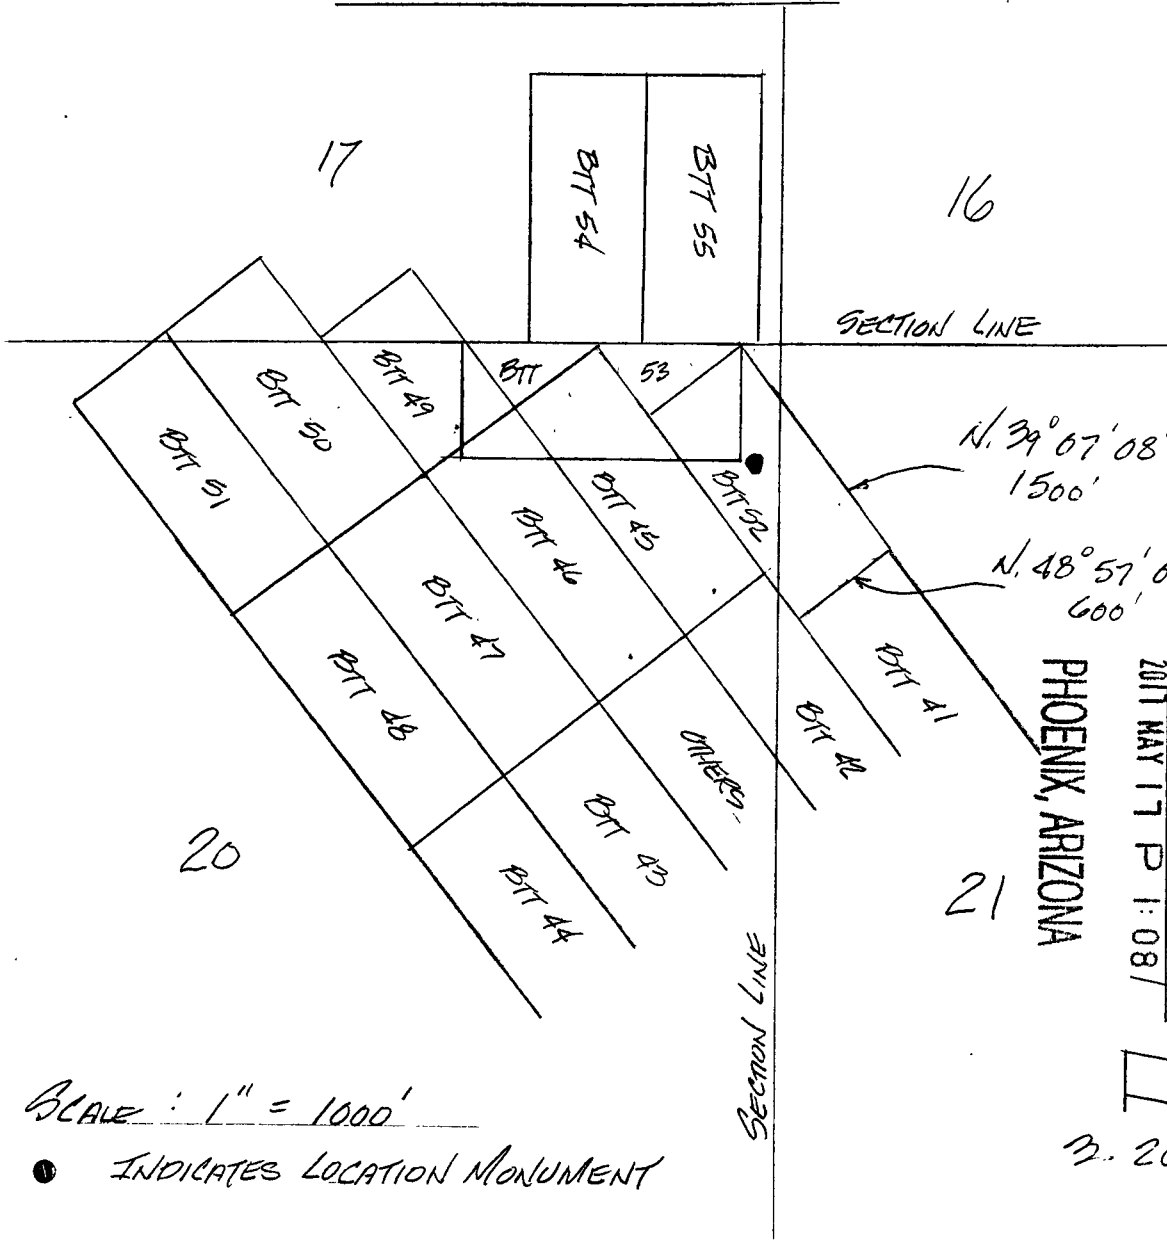 17
16
BTT 54
BTT 55
SECTION LINE
BTT 49
BTT 53
BTT 50
BTT 51
N. 39° 07' 08"
1500'
BTT 52
BTT 45
BTT 46
N. 48° 57' 0
600'
BTT 47
BTT 41
BTT 48
BTT 42
OTHERS
20
BTT 43
BTT 44
21
PHOENIX, ARIZONA
2017 MAY 17 P 1:08
SECTION LINE
SCALE : 1" = 1000'
INDICATES LOCATION MONUMENT